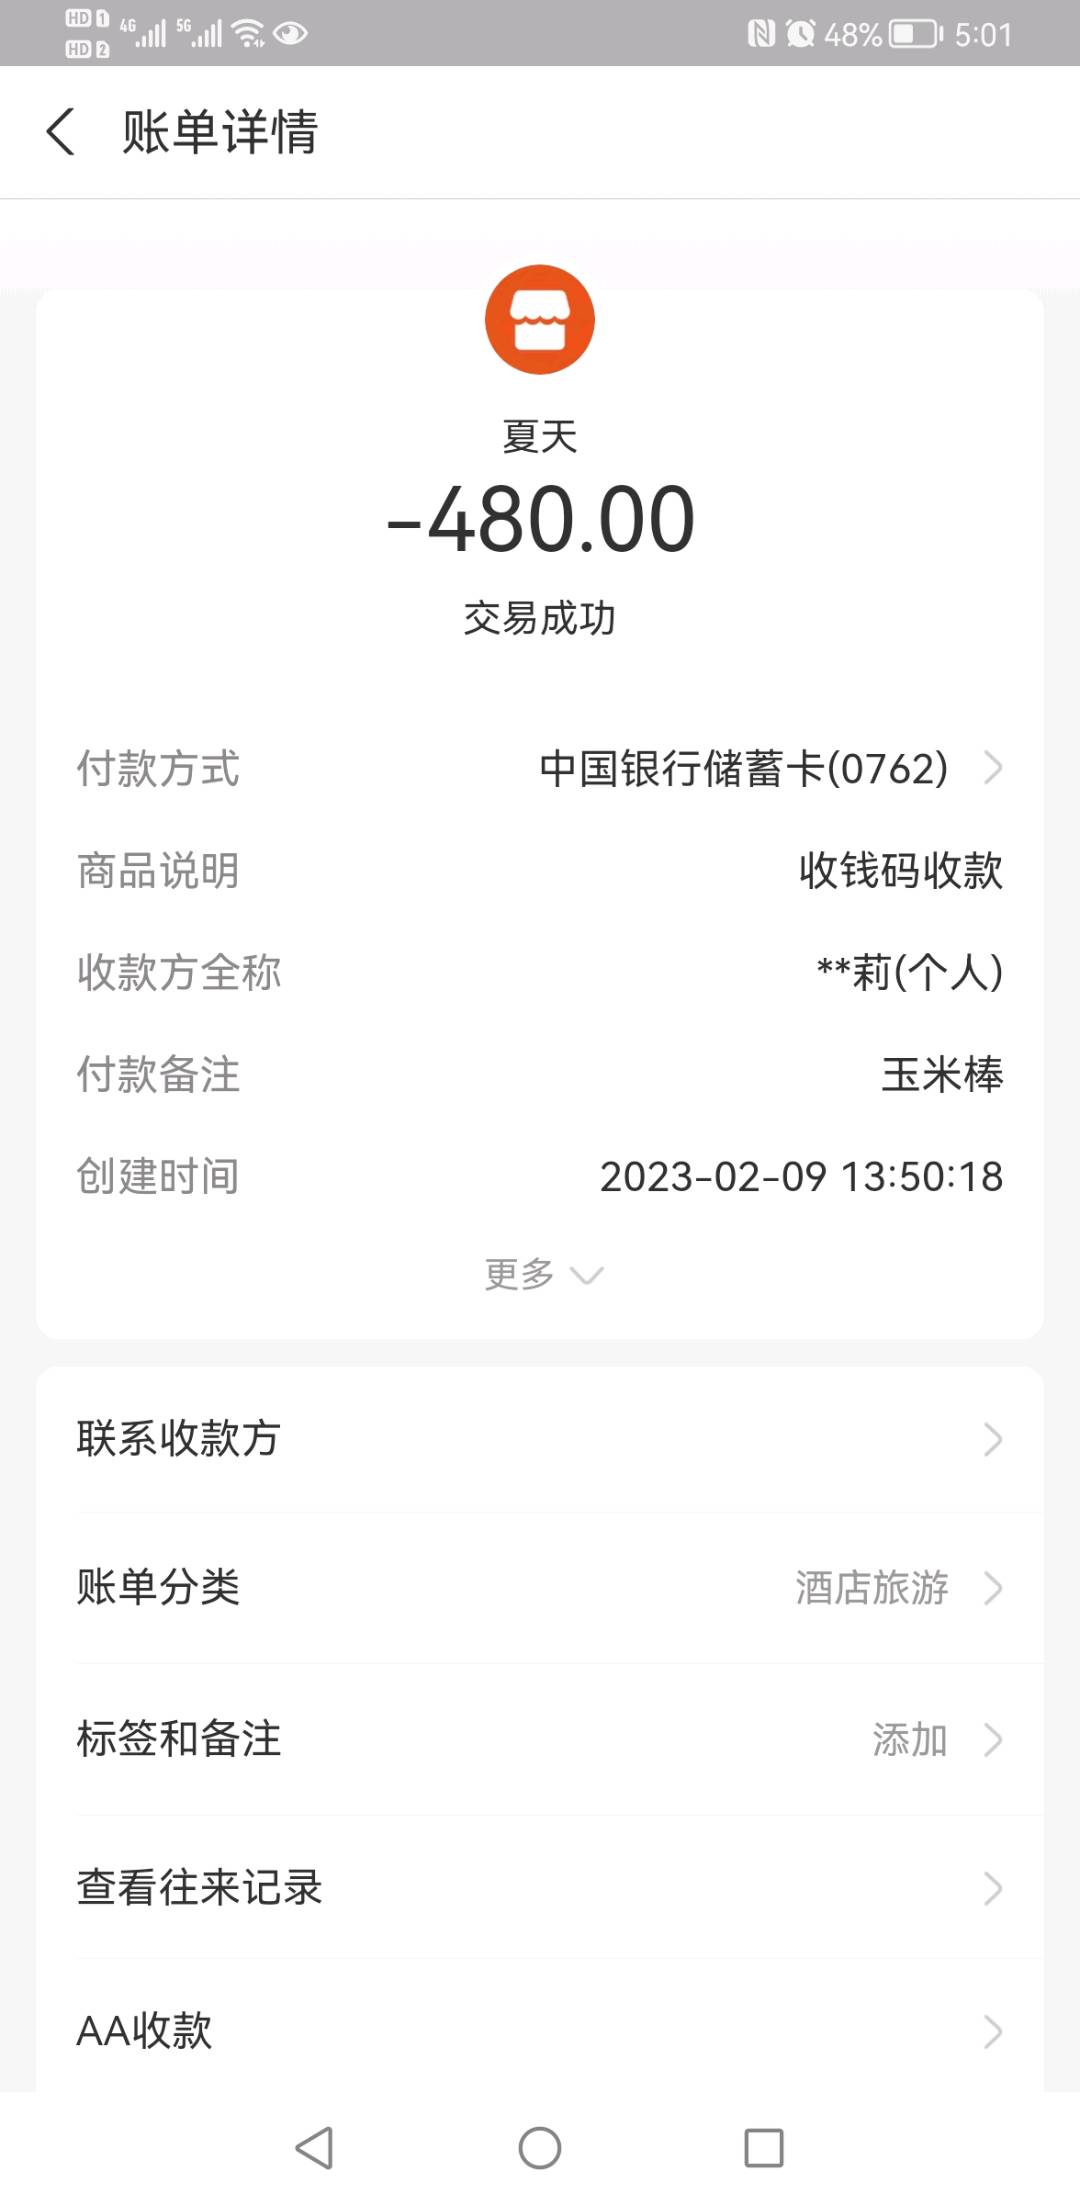 HD 1 4G 5G 48% 5:01
HD 2
账单详情
夏天
-480.00
交易成功
付款方式 中国银行储蓄卡(0762)
商品说明 收钱码收款
收款方全称 **莉(个人)
付款备注 玉米棒
创建时间 2023-02-09 13:50:18
更多
联系收款方
账单分类 酒店旅游
标签和备注 添加
查看往来记录
AA收款